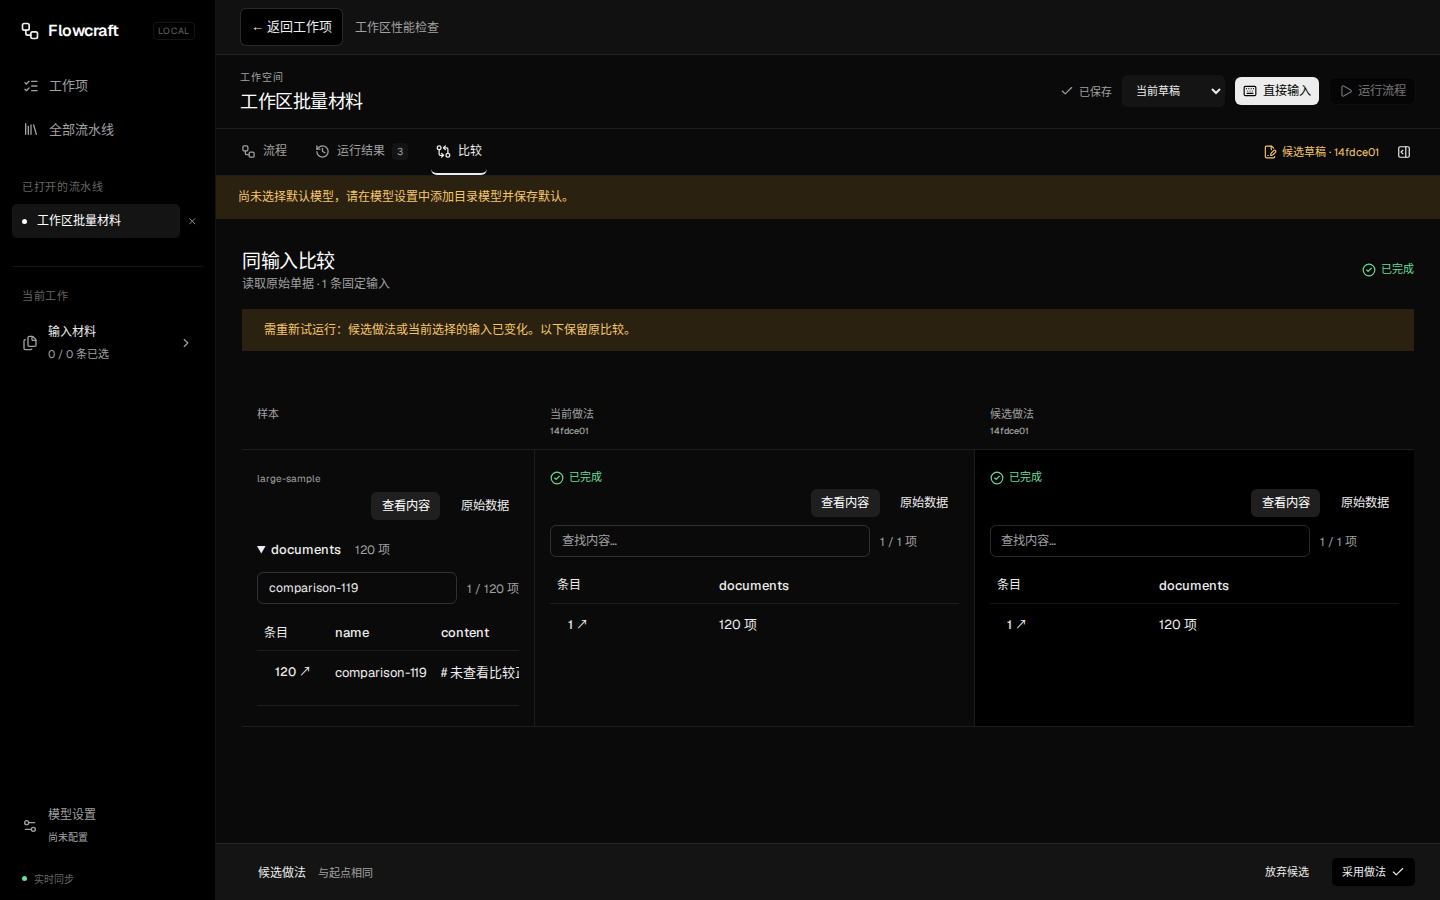 Flowcraft
LOCAL
工作项
全部流水线
已打开的流水线
工作区批量材料
×
当前工作
输入材料
0 / 0 条已选
模型设置
尚未配置
实时同步
← 返回工作项
工作区性能检查
工作空间
工作区批量材料
已保存
当前草稿
直接输入
运行流程
流程
运行结果 3
比较
候选草稿 · 14fdce01
尚未选择默认模型，请在模型设置中添加目录模型并保存默认。
同输入比较
读取原始单据 · 1 条固定输入
已完成
需重新试运行：候选做法或当前选择的输入已变化。以下保留原比较。
样本
当前做法
14fdce01
候选做法
14fdce01
large-sample
查看内容
原始数据
▼ documents 120 项
comparison-119
1 / 120 项
条目 name content
120 ↗ comparison-119 # 未查看比较
已完成
查看内容
原始数据
查找内容…
1 / 1 项
条目 documents
1 ↗ 120 项
已完成
查看内容
原始数据
查找内容…
1 / 1 项
条目 documents
1 ↗ 120 项
候选做法 与起点相同
放弃候选
采用做法